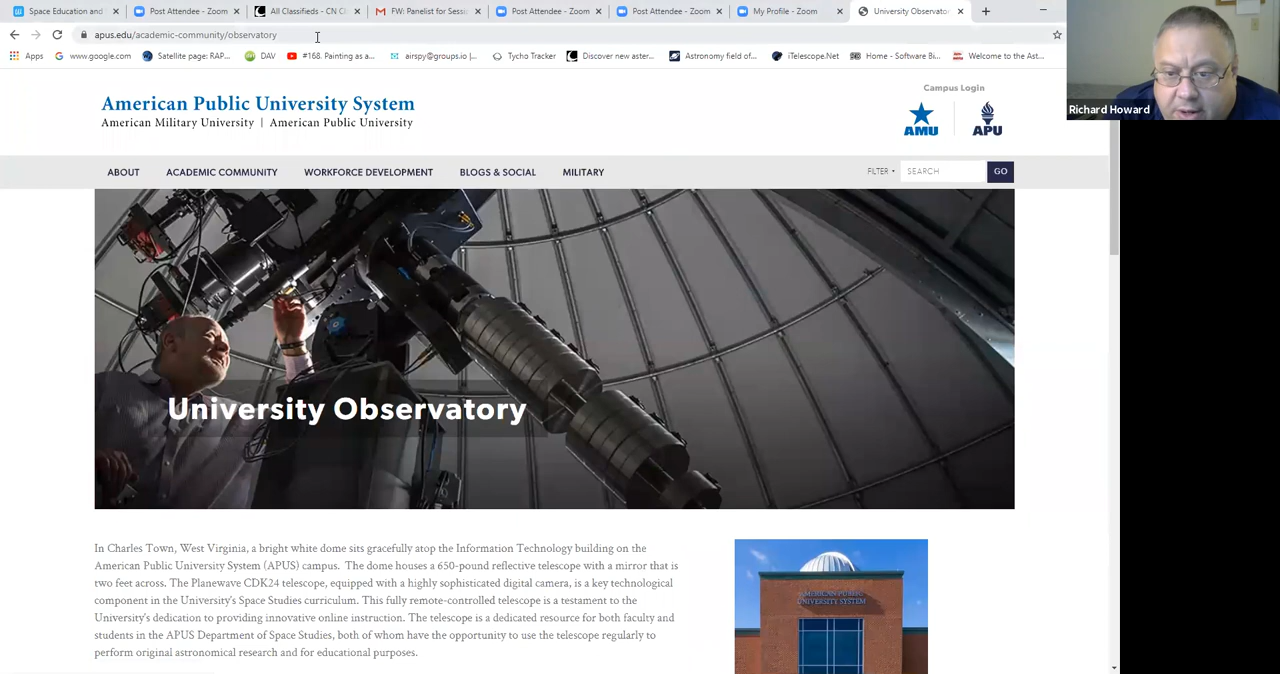 Space Education and
Post Attendee - Zoom
All Classifieds - CN Cl
FW: Panelist for Sessi
Post Attendee - Zoom
Post Attendee - Zoom
My Profile - Zoom
University Observato
apus.edu/academic-community/observatory
Apps
www.google.com
Satellite page: RAP...
DAV
#168. Painting as a...
airspy@groups.io |...
Tycho Tracker
Discover new aster...
Astronomy field of...
iTelescope.Net
Home - Software Bi...
Welcome to the Ast...
Richard Howard
American Public University System
American Military University | American Public University
Campus Login
AMU
APU
ABOUT
ACADEMIC COMMUNITY
WORKFORCE DEVELOPMENT
BLOGS & SOCIAL
MILITARY
FILTER
SEARCH
GO
University Observatory
In Charles Town, West Virginia, a bright white dome sits gracefully atop the Information Technology building on the
American Public University System (APUS) campus. The dome houses a 650-pound reflective telescope with a mirror that is
two feet across. The Planewave CDK24 telescope, equipped with a highly sophisticated digital camera, is a key technological
component in the University's Space Studies curriculum. This fully remote-controlled telescope is a testament to the
University's dedication to providing innovative online instruction. The telescope is a dedicated resource for both faculty and
students in the APUS Department of Space Studies, both of whom have the opportunity to use the telescope regularly to
perform original astronomical research and for educational purposes.
AMERICAN PUBLIC
UNIVERSITY SYSTEM